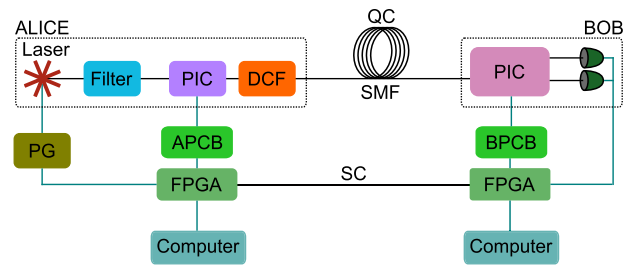 ALICE
QC
BOB
Laser
Filter
PIC
DCF
SMF
PIC
PG
APCB
BPCB
FPGA
SC
FPGA
Computer
Computer